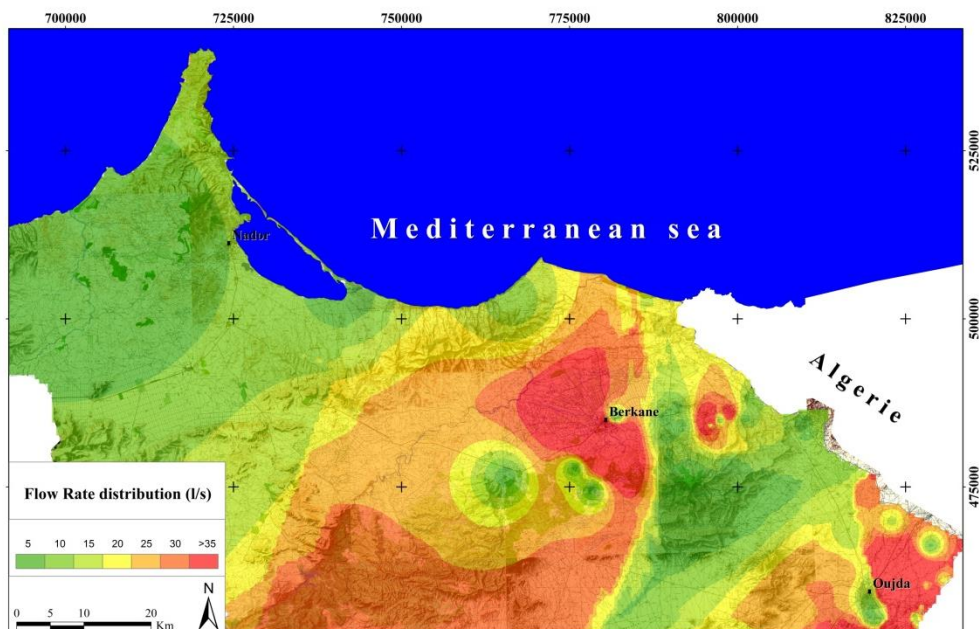 700000 725000 750000 775000 800000 825000
525000
Nador
Mediterranean sea
500000
Algerie
Berkane
475000
Flow Rate distribution (l/s)
5 10 15 20 25 30 >35
N
Oujda
0 5 10 20
Km